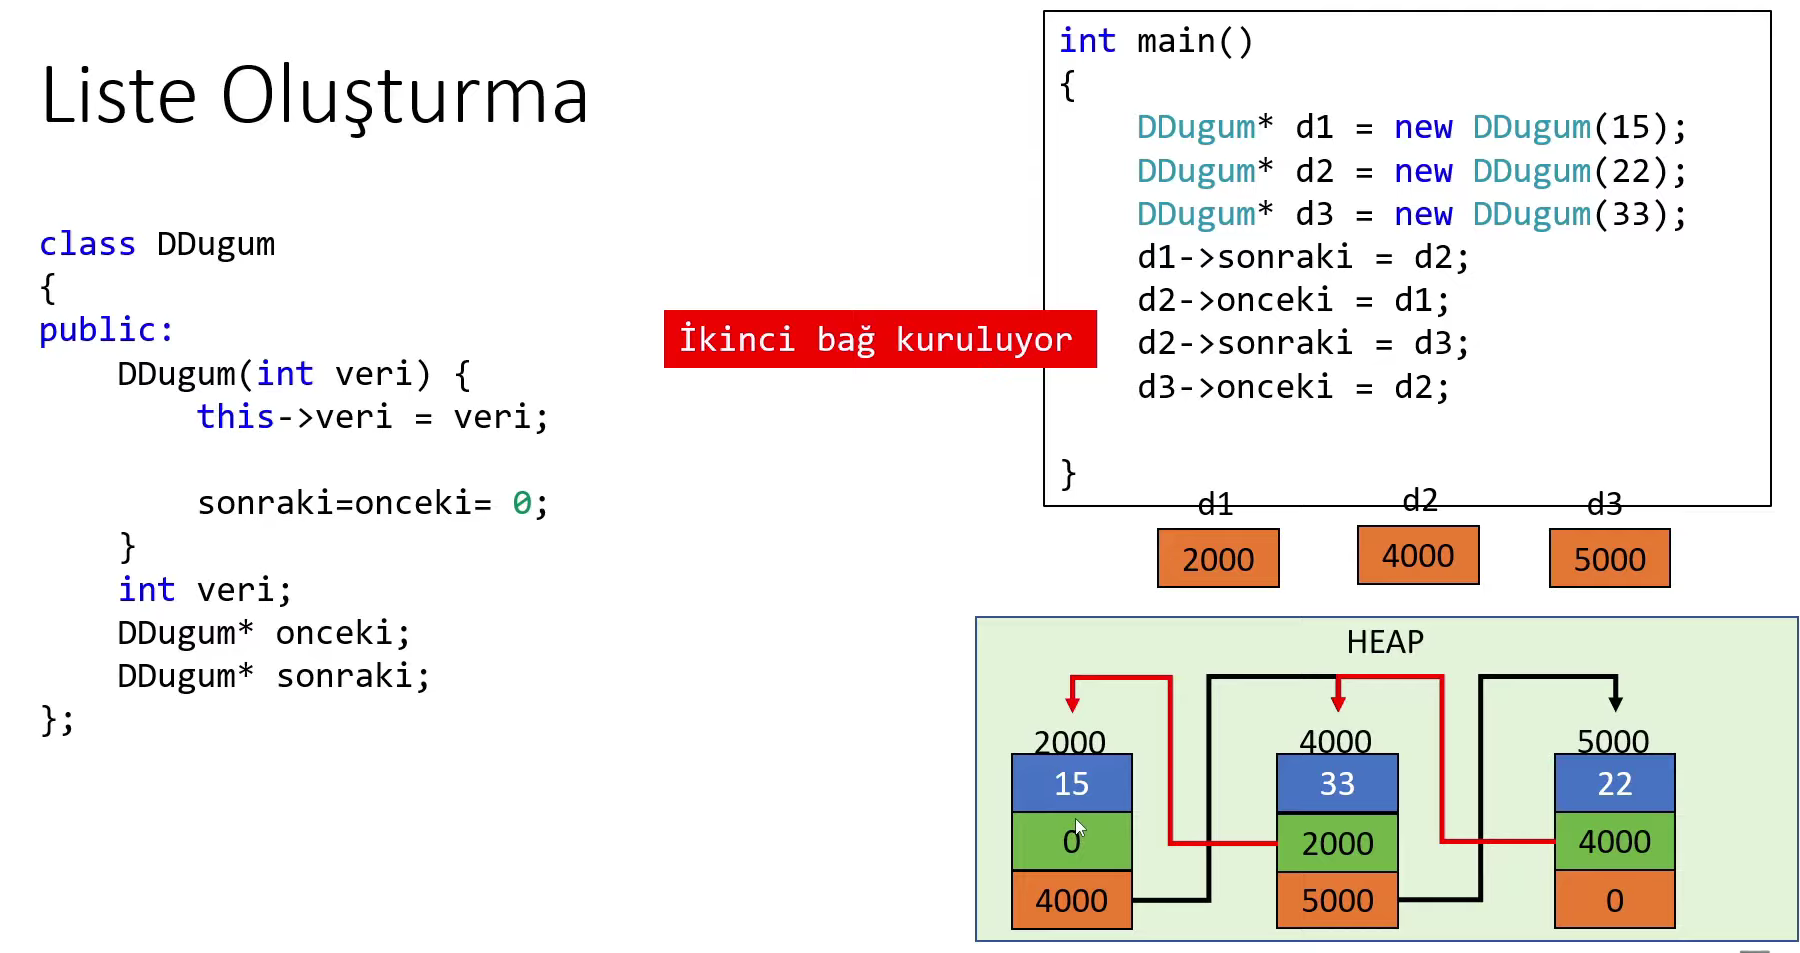 Liste Oluşturma
class DDugum
{
public:
DDugum(int veri) {
this->veri = veri;
sonraki=onceki= 0;
}
int veri;
DDugum* onceki;
DDugum* sonraki;
};
İkinci bağ kuruluyor
int main()
{
DDugum* d1 = new DDugum(15);
DDugum* d2 = new DDugum(22);
DDugum* d3 = new DDugum(33);
d1->sonraki = d2;
d2->onceki = d1;
d2->sonraki = d3;
d3->onceki = d2;
}
d1 d2 d3
2000 4000 5000
HEAP
2000 4000 5000
15 33 22
0 2000 4000
4000 5000 0